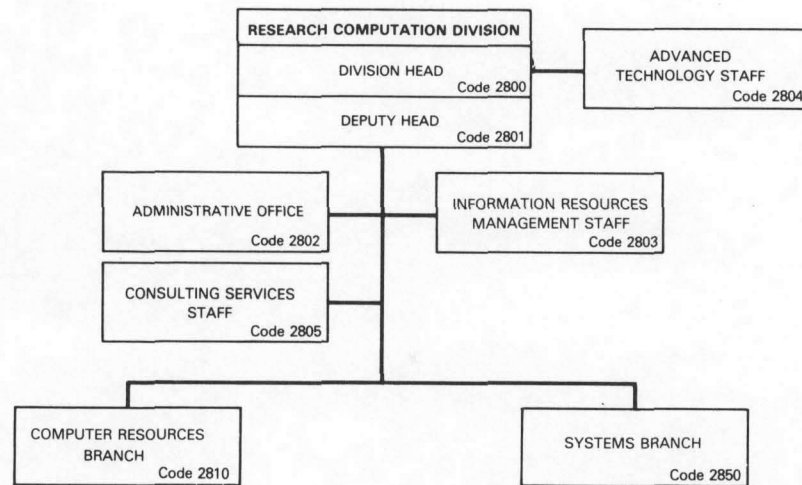 RESEARCH COMPUTATION DIVISION
DIVISION HEAD
Code 2800
ADVANCED
TECHNOLOGY STAFF
Code 2804
DEPUTY HEAD
Code 2801
ADMINISTRATIVE OFFICE
Code 2802
INFORMATION RESOURCES
MANAGEMENT STAFF
Code 2803
CONSULTING SERVICES
STAFF
Code 2805
COMPUTER RESOURCES
BRANCH
Code 2810
SYSTEMS BRANCH
Code 2850